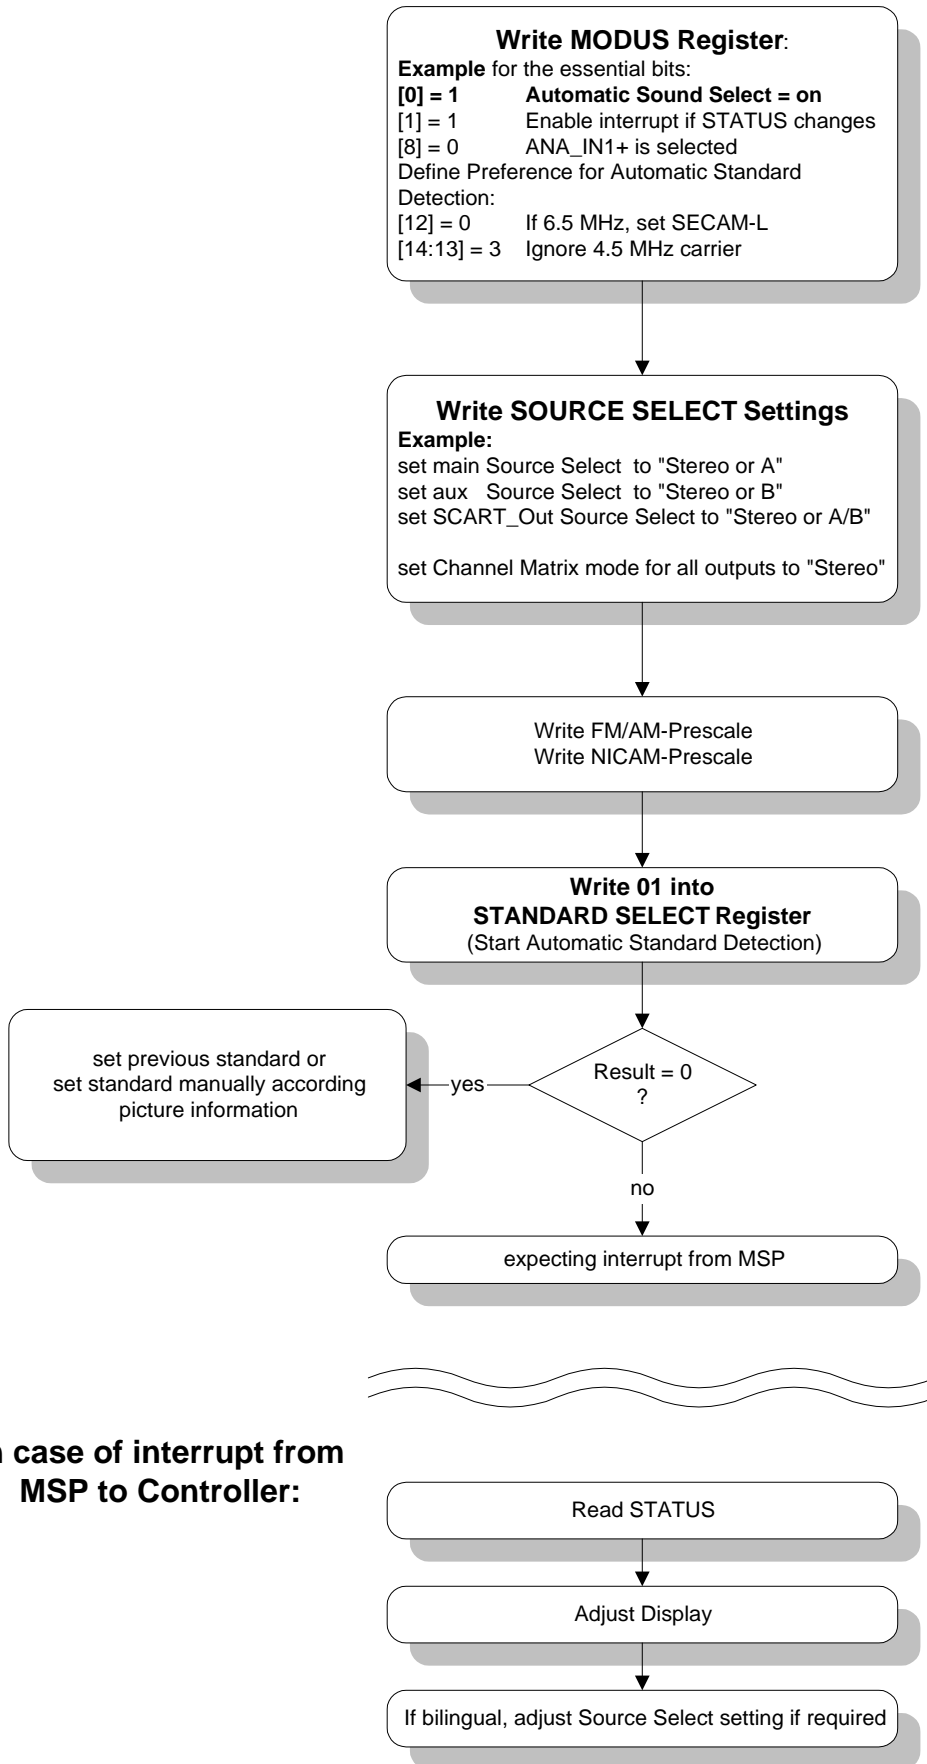 Write MODUS Register:
Example for the essential bits:
[0] = 1 Automatic Sound Select = on
[1] = 1 Enable interrupt if STATUS changes
[8] = 0 ANA_IN1+ is selected
Define Preference for Automatic Standard
Detection:
[12] = 0 If 6.5 MHz, set SECAM-L
[14:13] = 3 Ignore 4.5 MHz carrier
Write SOURCE SELECT Settings
Example:
set main Source Select to "Stereo or A"
set aux Source Select to "Stereo or B"
set SCART_Out Source Select to "Stereo or A/B"
set Channel Matrix mode for all outputs to "Stereo"
Write FM/AM-Prescale
Write NICAM-Prescale
Write 01 into
STANDARD SELECT Register
(Start Automatic Standard Detection)
Result = 0
?
yes
set previous standard or
set standard manually according
picture information
no
expecting interrupt from MSP
case of interrupt from
MSP to Controller:
Read STATUS
Adjust Display
If bilingual, adjust Source Select setting if required